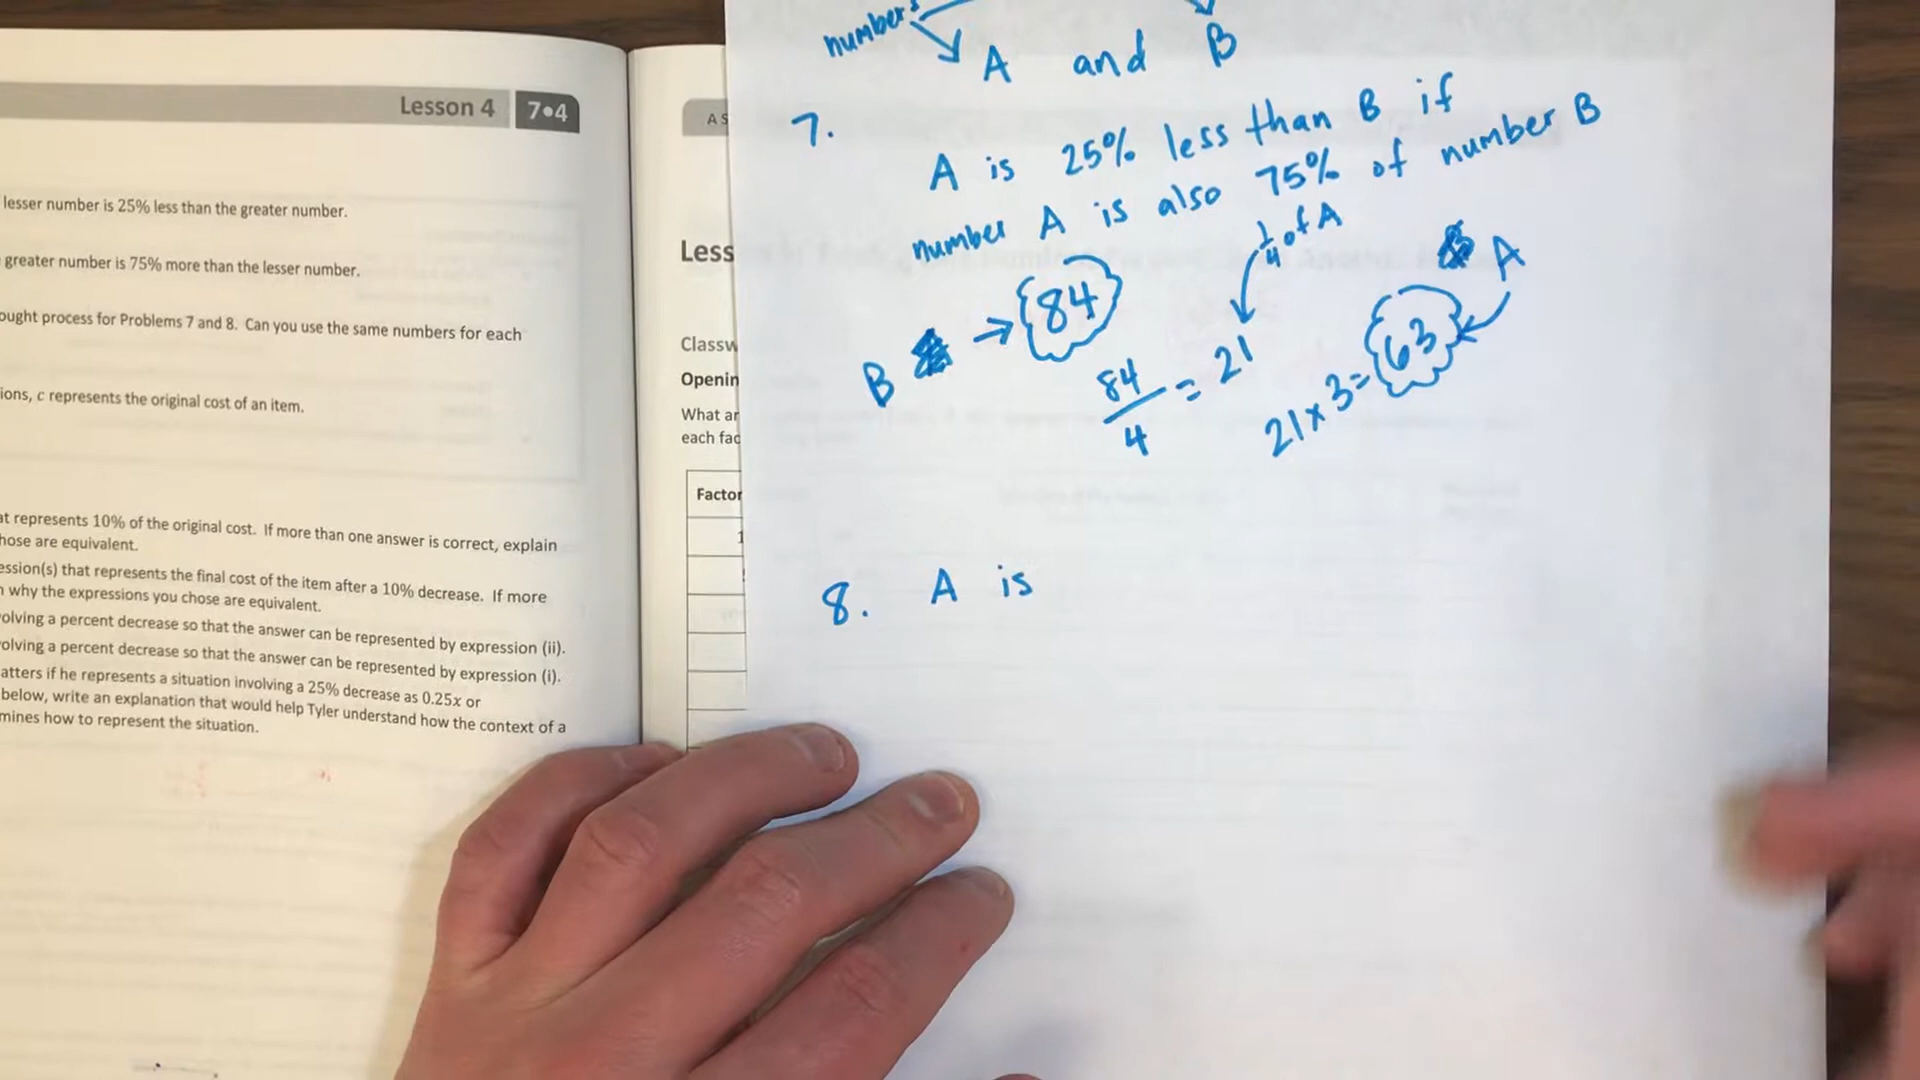 Lesson 4 7•4
lesser number is 25% less than the greater number.
greater number is 75% more than the lesser number.
ought process for Problems 7 and 8. Can you use the same numbers for each
ions, c represents the original cost of an item.
at represents 10% of the original cost. If more than one answer is correct, explain
hose are equivalent.
ession(s) that represents the final cost of the item after a 10% decrease. If more
why the expressions you chose are equivalent.
olving a percent decrease so that the answer can be represented by expression (ii).
olving a percent decrease so that the answer can be represented by expression (i).
atters if he represents a situation involving a 25% decrease as 0.25x or
below, write an explanation that would help Tyler understand how the context of a
mines how to represent the situation.
A S
Less
Classw
Openin
What ar
each fac
Factor
1
numbers
A and B
7.
A is 25% less than B if
number A is also 75% of number B
1/4 of A
B → 84
84/4 = 21
21 x 3 = 63
A
8. A is